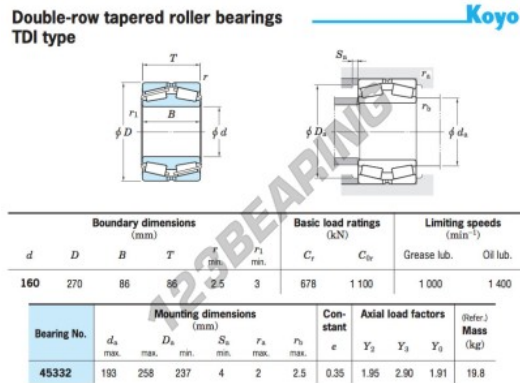 Double-row tapered roller bearings
Koyo
TDI type
T
r
r1
B
φ D
φ d
Sa
ra
rb
φ Da
φ da
123BEARING
Boundary dimensions
(mm)
Basic load ratings
(kN)
Limiting speeds
(min⁻¹)
d D B T r min. r1 min. Cr C0r Grease lub. Oil lub.
160 270 86 86 2.5 3 678 1 100 1 000 1 400
Bearing No.
Mounting dimensions
(mm)
Con-
stant
Axial load factors
(Refer.)
Mass
(kg)
da max. Da max. min. Sa min. ra max. rb max. e Y2 Y3 Y0
45332 193 258 237 4 2 2.5 0.35 1.95 2.90 1.91 19.8